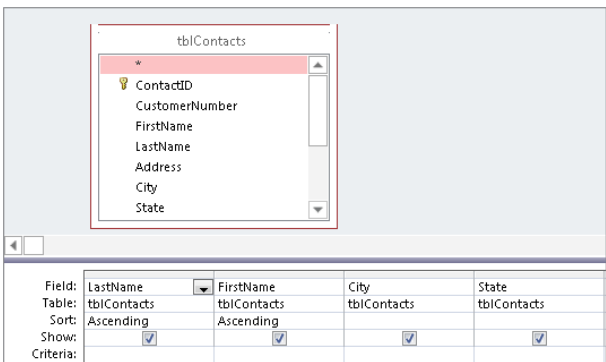 tblContacts
*
ContactID
CustomerNumber
FirstName
LastName
Address
City
State
Field: LastName FirstName City State
Table: tblContacts tblContacts tblContacts tblContacts
Sort: Ascending Ascending
Show:
Criteria: